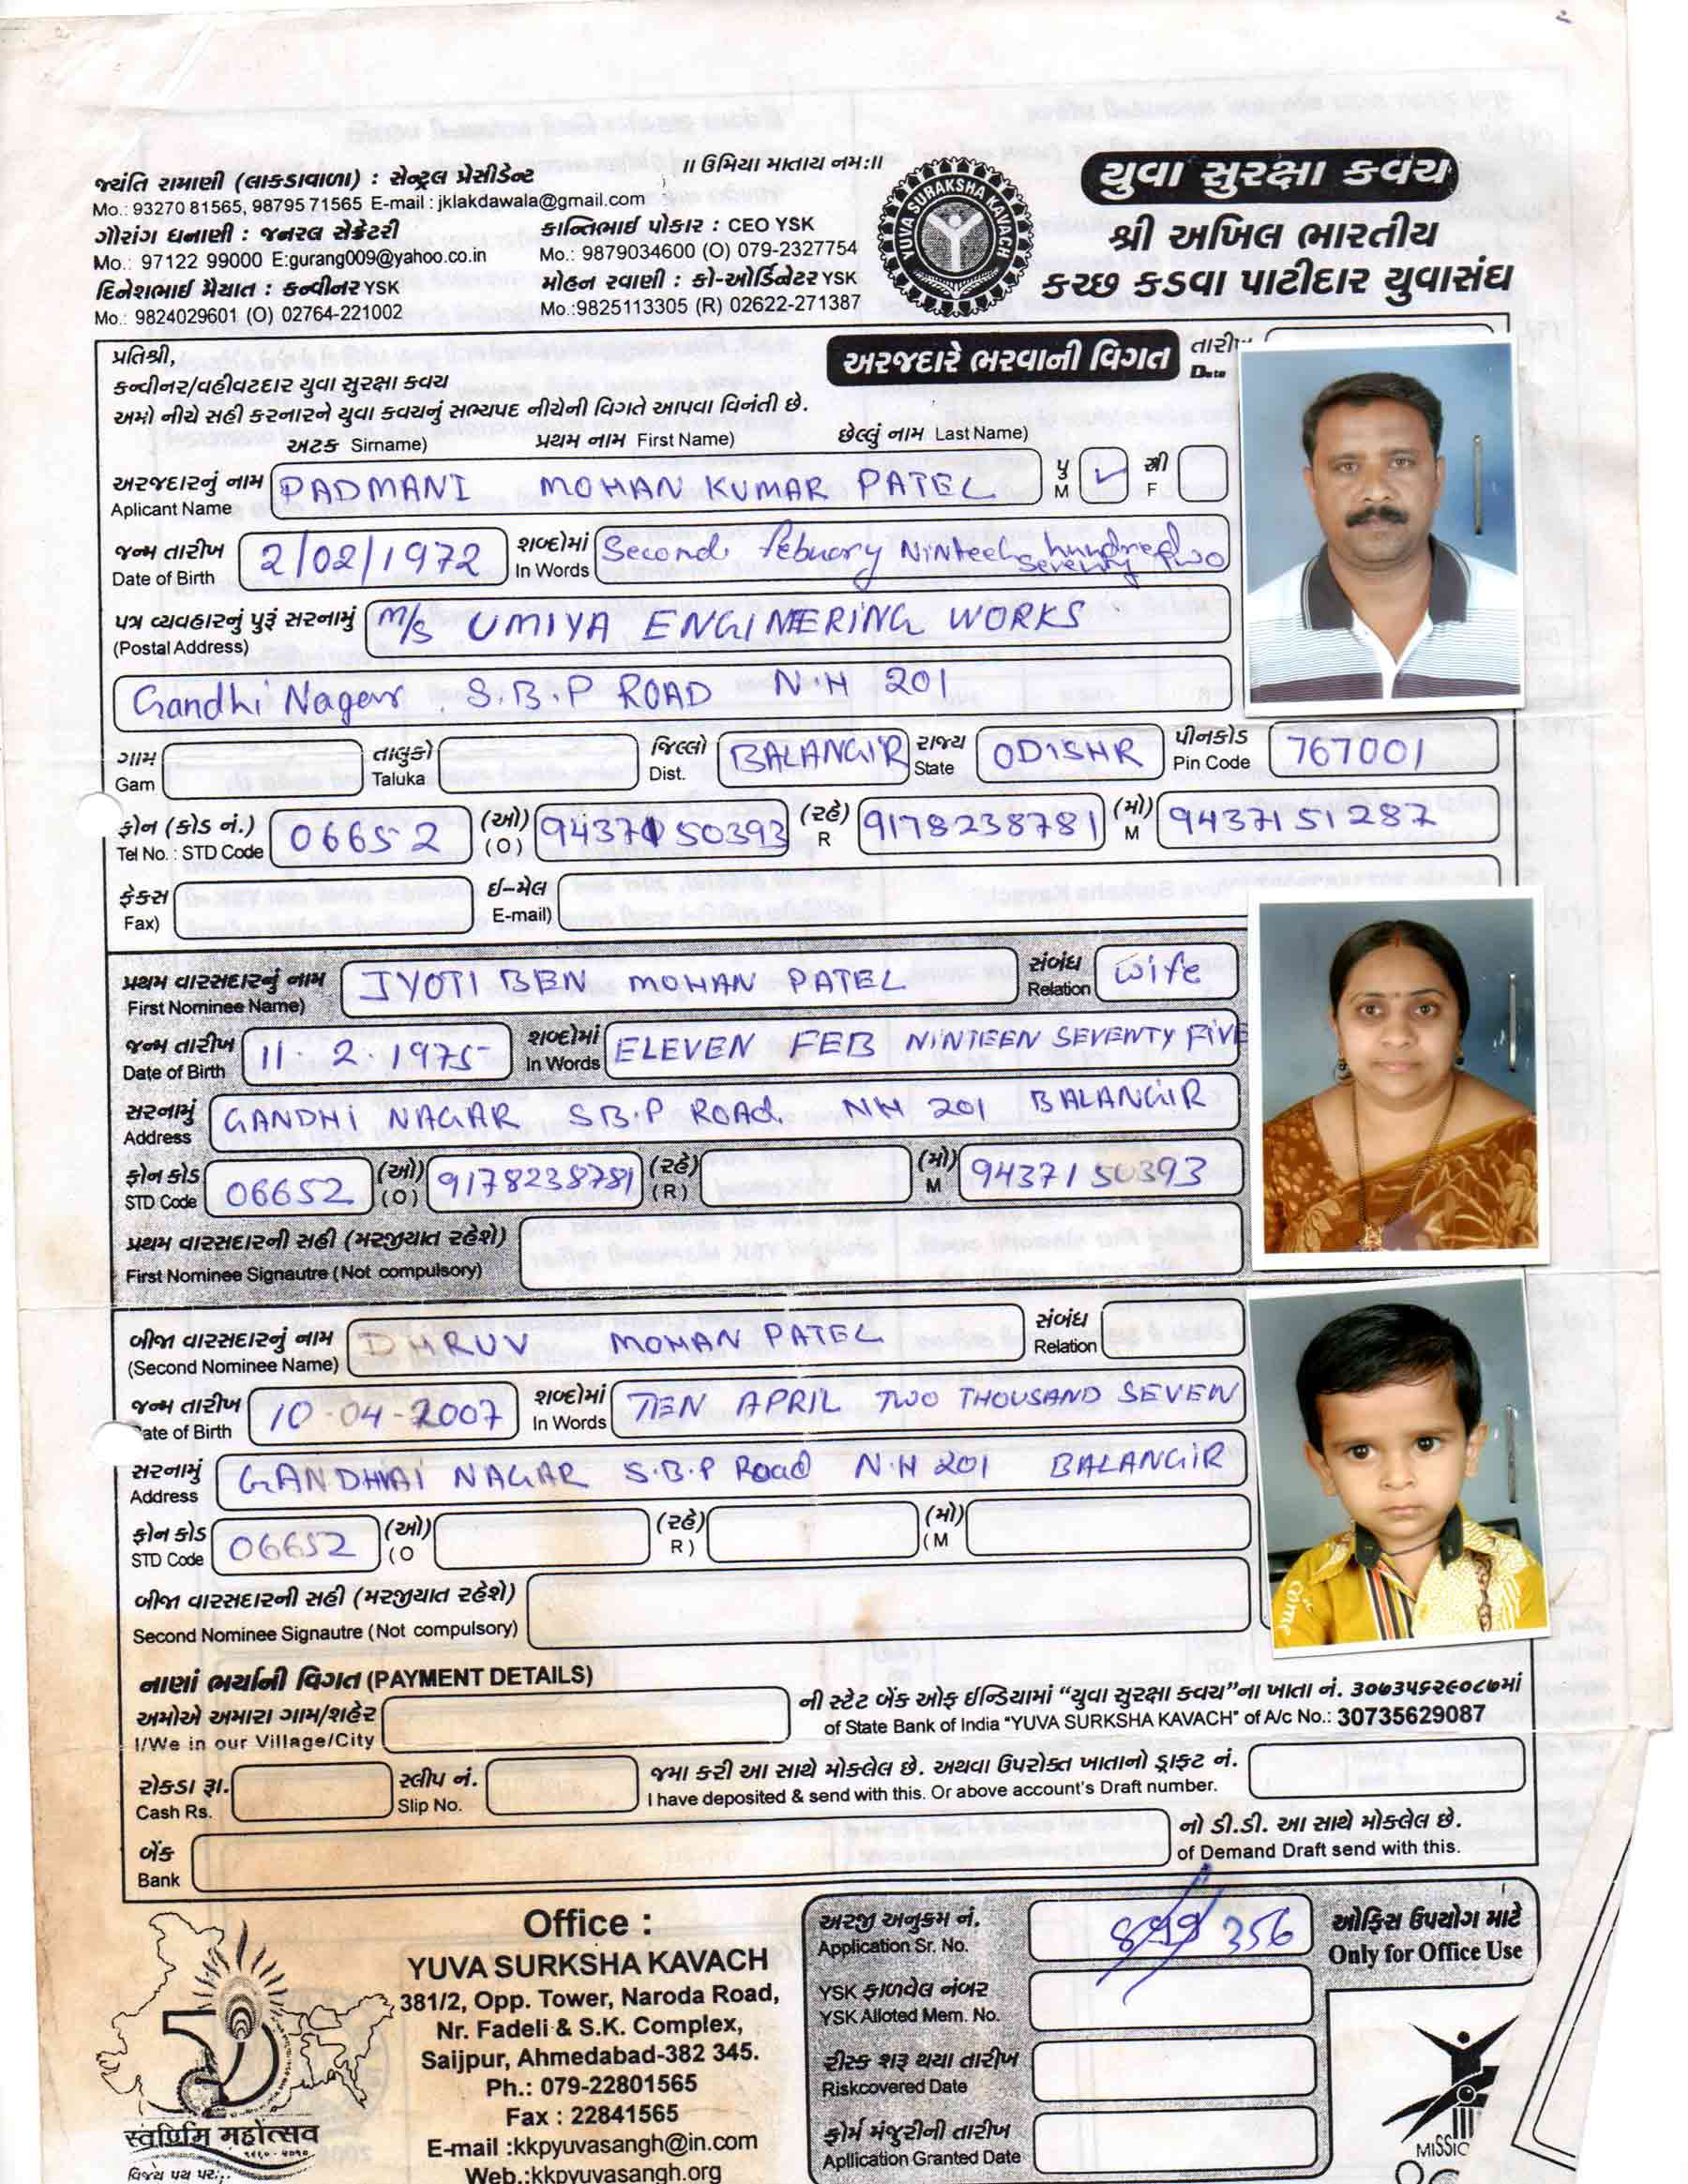 ॥ ઉમિયા માતાય નમઃ॥
જયંતિ રામાણી (લાકડાવાળા) : સેન્ટ્રલ પ્રેસીડેન્ટ
Mo.: 93270 81565, 98795 71565 E-mail : jklakdawala@gmail.com
ગૌરાંગ ધનાણી : જનરલ સેક્રેટરી
Mo.: 97122 99000 E:gurang009@yahoo.co.in
દિનેશભાઈ મૈયાત : કન્વીનર YSK
Mo.: 9824029601 (O) 02764-221002
કાન્તિભાઈ પોકાર : CEO YSK
Mo.: 9879034600 (O) 079-2327754
મોહન રવાણી : કો-ઓર્ડિનેટર YSK
Mo.:9825113305 (R) 02622-271387
YUVA SURAKSHA KAVACH
યુવા સુરક્ષા કવચ
શ્રી અખિલ ભારતીય
કચ્છ કડવા પાટીદાર યુવાસંઘ
પ્રતિશ્રી,
અરજદારે ભરવાની વિગત
Date
કન્વીનર/વહીવટદાર યુવા સુરક્ષા કવચ
અમો નીચે સહી કરનારને યુવા કવચનું સભ્યપદ નીચેની વિગતે આપવા વિનંતી છે.
અટક Sirname) પ્રથમ નામ First Name) છેલ્લું નામ Last Name)
અરજદારનું નામ PADMANI MOHAN KUMAR PATEL પુ ✓ સ્ત્રી
Aplicant Name M F
જન્મ તારીખ 2/02/1972 શબ્દોમાં Second febuary Ninteen hundred
Date of Birth In Words seventy two
પત્ર વ્યવહારનું પુરૂં સરનામું M/s UMIYA ENGINEERING WORKS
(Postal Address)
Gandhi Nagar S.B.P ROAD N.H 201
ગામ તાલુકો જિલ્લો BALANGIR રાજ્ય ODISHA પીનકોડ 767001
Gam Taluka Dist. State Pin Code
ફોન (કોડ નં.) 06652 (ઓ) 9437150393 (રહે) 9178238781 (મો) 9437151287
Tel No. : STD Code (O) R M
ફેકસ ઈ-મેલ
Fax) E-mail)
પ્રથમ વારસદારનું નામ JYOTI BEN MOHAN PATEL સંબંધ wife
First Nominee Name) Relation
જન્મ તારીખ 11.2.1975 શબ્દોમાં ELEVEN FEB NINTEEN SEVENTY FIVE
Date of Birth In Words
સરનામું GANDHI NAGAR S.B.P ROAD. NH 201 BALANGIR
Address
ફોન કોડ 06652 (ઓ) 9178238781 (રહે) (મો) 9437150393
STD Code (O) (R) M
પ્રથમ વારસદારની સહી (મરજીયાત રહેશે)
First Nominee Signautre (Not compulsory)
બીજા વારસદારનું નામ DHRUV MOHAN PATEL સંબંધ
(Second Nominee Name) Relation
જન્મ તારીખ 10-04-2007 શબ્દોમાં TEN APRIL TWO THOUSAND SEVEN
ate of Birth In Words
સરનામું GANDHI NAGAR S.B.P Road N.H 201 BALANGIR
Address
ફોન કોડ 06652 (ઓ) (રહે) (મો)
STD Code (O R) (M
બીજા વારસદારની સહી (મરજીયાત રહેશે)
Second Nominee Signautre (Not compulsory)
come
નાણાં ભર્યાની વિગત (PAYMENT DETAILS)
અમોએ અમારા ગામ/શહેર ની સ્ટેટ બેંક ઓફ ઈન્ડિયામાં “યુવા સુરક્ષા કવચ”ના ખાતા નં. ૩૦૭૩૫૬૨૯૦૮૭માં
I/We in our Village/City of State Bank of India "YUVA SURKSHA KAVACH" of A/c No.: 30735629087
રોકડા રૂા. સ્લીપ નં. જમા કરી આ સાથે મોકલેલ છે. અથવા ઉપરોક્ત ખાતાનો ડ્રાફ્ટ નં.
Cash Rs. Slip No. I have deposited & send with this. Or above account's Draft number.
બેંક નો ડી.ડી. આ સાથે મોકલેલ છે.
Bank of Demand Draft send with this.
Office :
YUVA SURKSHA KAVACH
381/2, Opp. Tower, Naroda Road,
Nr. Fadeli & S.K. Complex,
Saijpur, Ahmedabad-382 345.
Ph.: 079-22801565
Fax : 22841565
E-mail :kkpyuvasangh@in.com
Web.:kkpyuvasangh.org
स्वर्णिम महोत्सव
૧૯૬૦ - ૨૦૧૦
વિજય પથ પર
અરજી અનુક્રમ નં. 356 ઓફિસ ઉપયોગ માટે
Application Sr. No. Only for Office Use
YSK ફાળવેલ નંબર
YSK Alloted Mem. No.
રીસ્ક શરૂ થયા તારીખ
Riskcovered Date
ફોર્મ મંજુરીની તારીખ
Apllication Granted Date
MISSIO